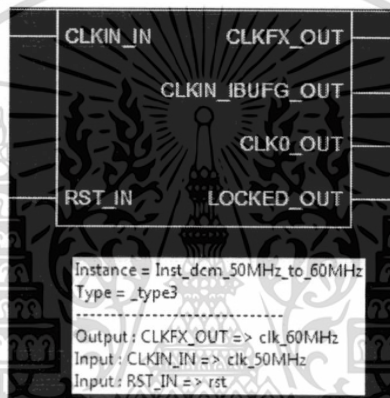 CLKIN_IN CLKFX_OUT
CLKIN_IBUFG_OUT
CLK0_OUT
RST_IN LOCKED_OUT
Instance = Inst_dcm_50MHz_to_60MHz
Type = _type3
-----------------------------
Output : CLKFX_OUT => clk_60MHz
Input : CLKIN_IN => clk_50MHz
Input : RST_IN => rst